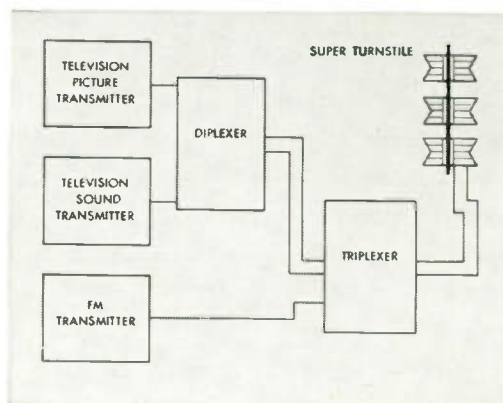 TELEVISION
PICTURE
TRANSMITTER
DIPLEXER
SUPER TURNSTILE
TELEVISION
SOUND
TRANSMITTER
TRIPLEXER
FM
TRANSMITTER